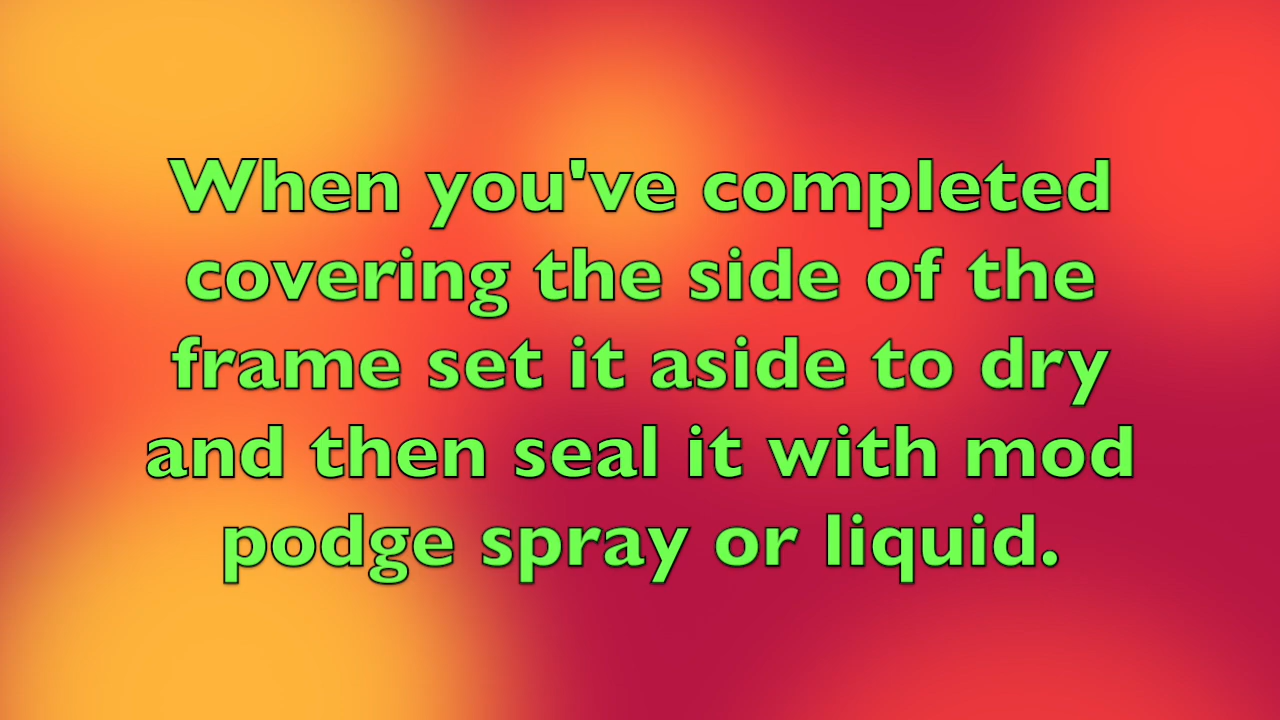 When you've completed
covering the side of the
frame set it aside to dry
and then seal it with mod
podge spray or liquid.